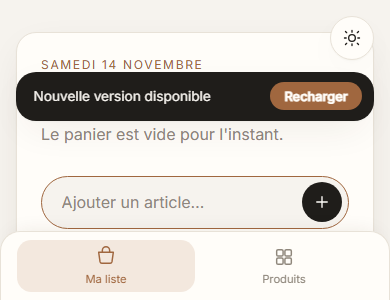 SAMEDI 14 NOVEMBRE
Nouvelle version disponible
Recharger
Le panier est vide pour l'instant.
Ajouter un article...
Ma liste
Produits